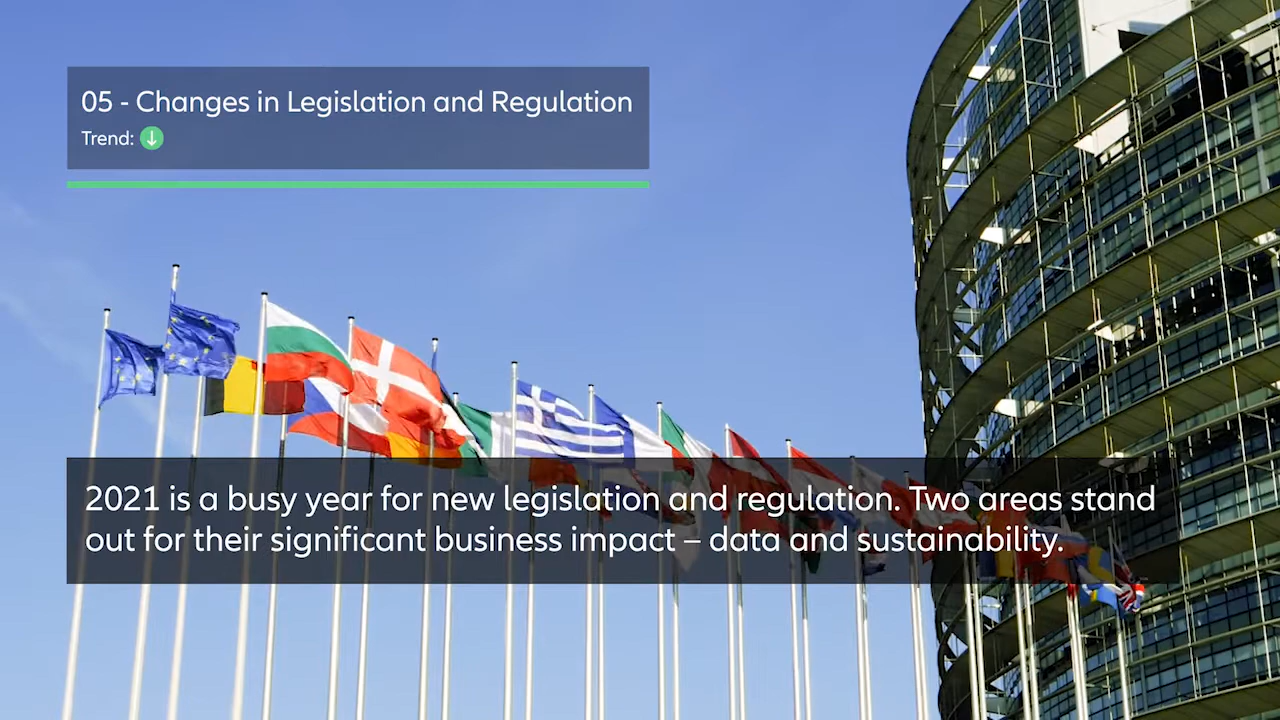 05 - Changes in Legislation and Regulation
Trend:
2021 is a busy year for new legislation and regulation. Two areas stand
out for their significant business impact – data and sustainability.